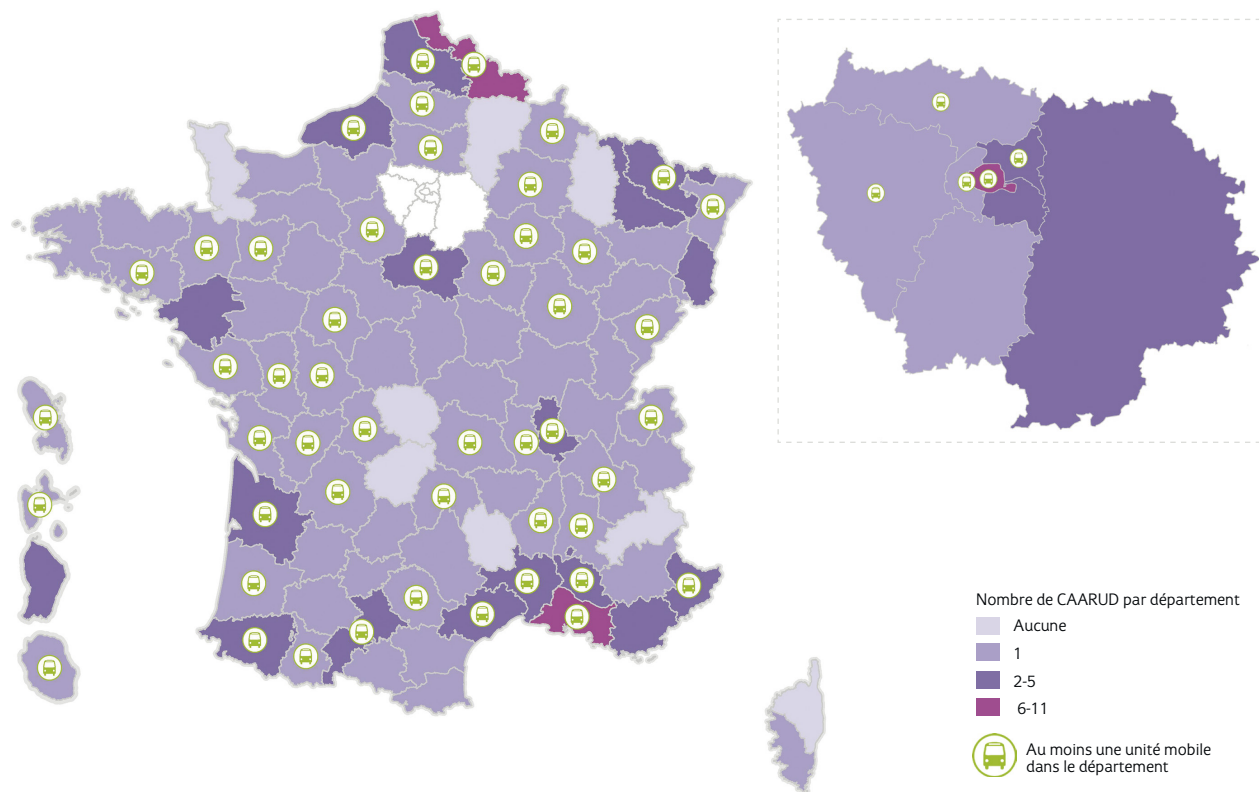 Nombre de CAARUD par département
Aucune
1
2-5
6-11
Au moins une unité mobile
dans le département